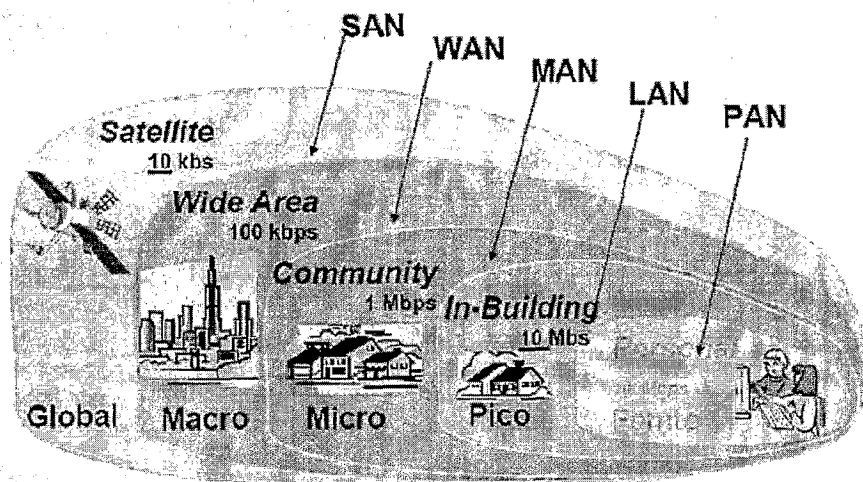 SAN
WAN
MAN
LAN
PAN
Satellite
10 kbs
Wide Area
100 kbps
Community
1 Mbps
In-Building
10 Mbs
Global
Macro
Micro
Pico
Femto